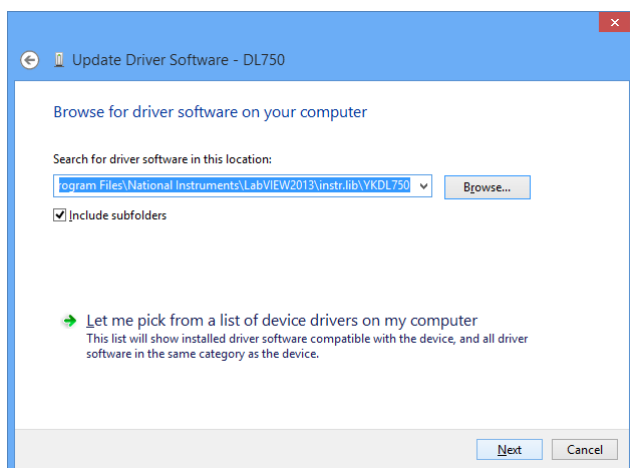 Update Driver Software - DL750
Browse for driver software on your computer
Search for driver software in this location:
rogram Files\National Instruments\LabVIEW2013\instr.lib\YKDL750
Browse...
Include subfolders
Let me pick from a list of device drivers on my computer
This list will show installed driver software compatible with the device, and all driver
software in the same category as the device.
Next
Cancel